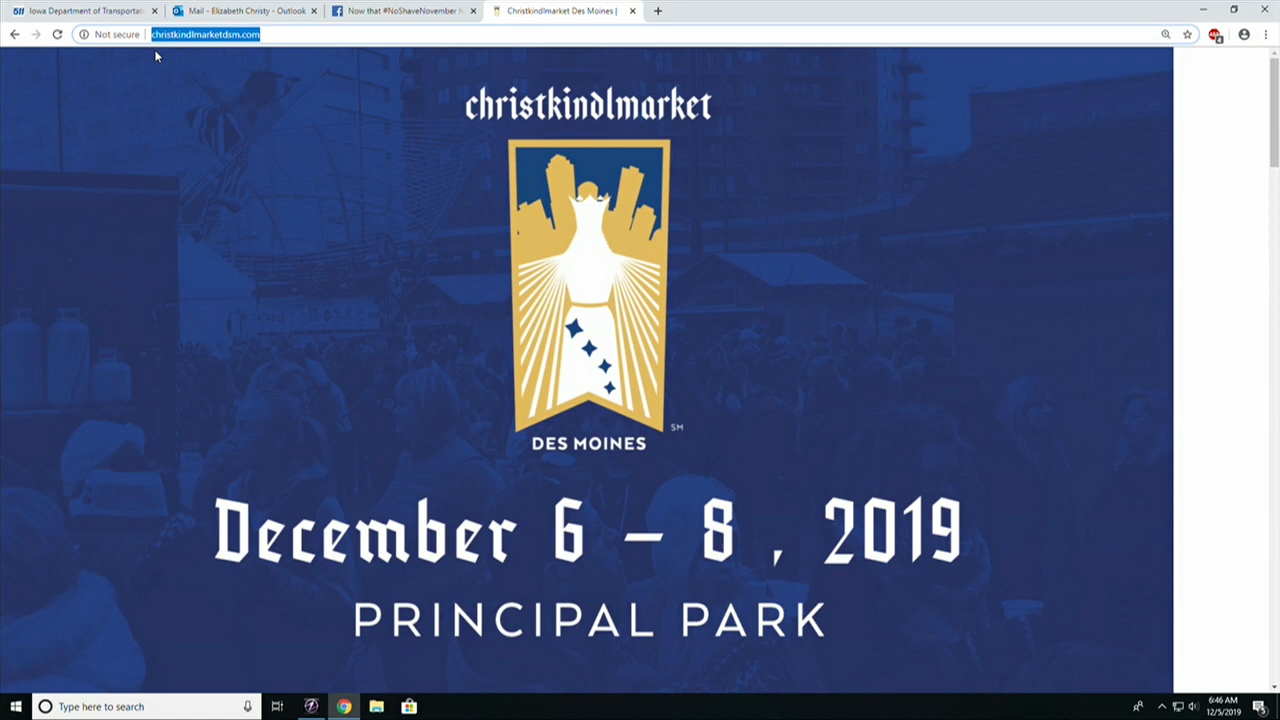 Iowa Department of Transportat
Mail - Elizabeth Christy - Outlook
Now that #NoShaveNovember
Christkindlmarket Des Moines |
Not secure
christkindlmarketdsm.com
christkindlmarket
SM
DES MOINES
December 6 – 8 , 2019
PRINCIPAL PARK
Type here to search
6:46 AM
12/5/2019